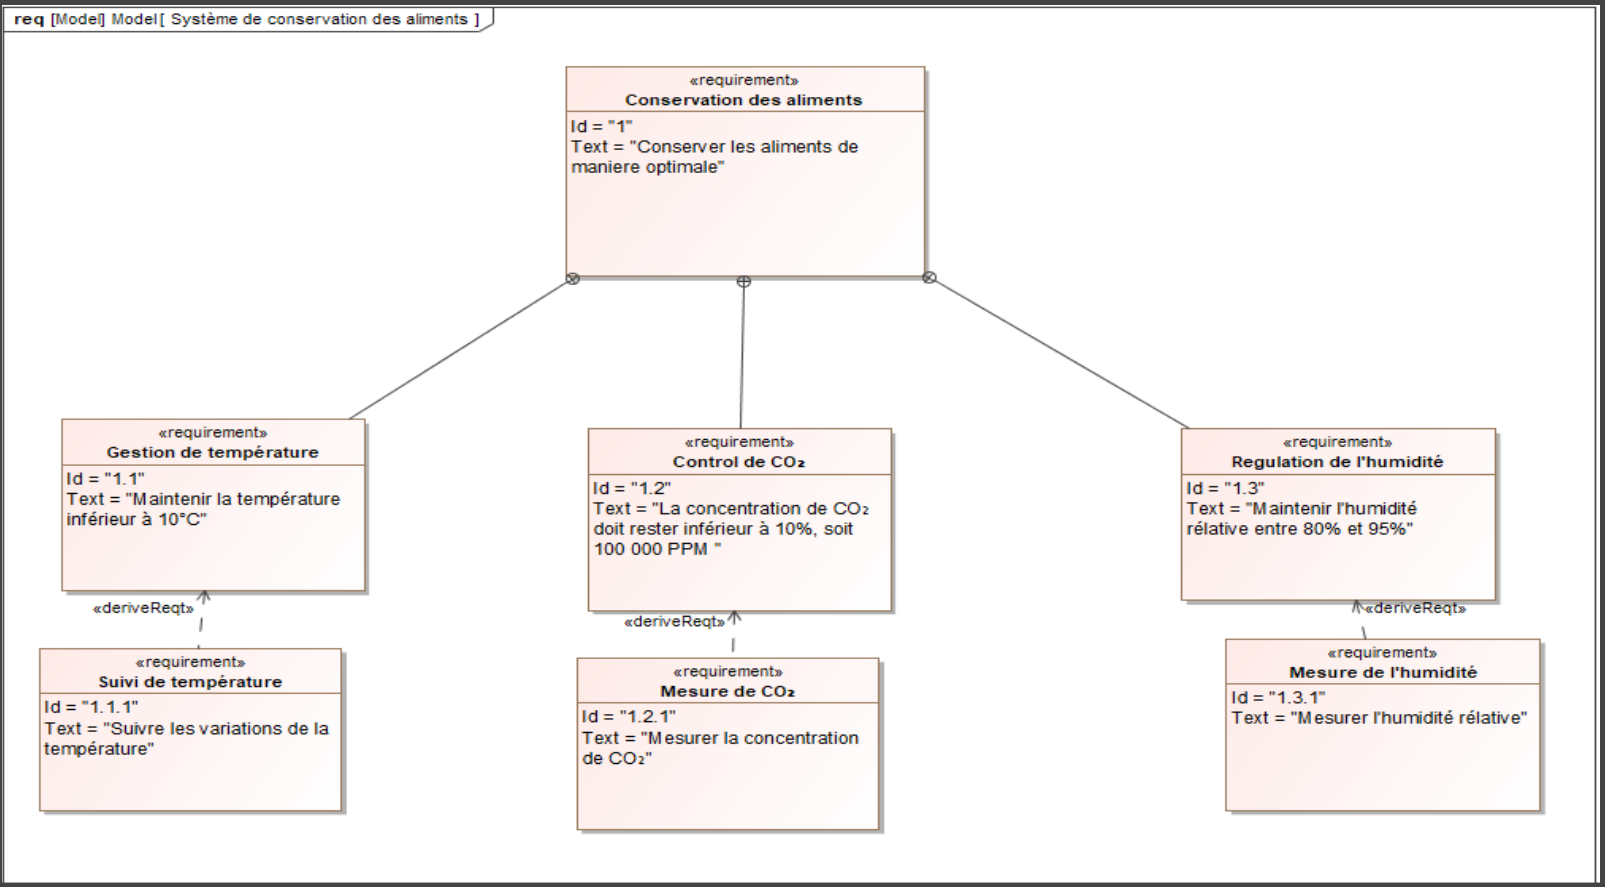 req [Model] Model[ Système de conservation des aliments ]
«requirement»
Conservation des aliments
Id = "1"
Text = "Conserver les aliments de
maniere optimale"
«requirement»
Gestion de température
Id = "1.1"
Text = "Maintenir la température
inférieur à 10°C"
«requirement»
Control de CO₂
Id = "1.2"
Text = "La concentration de CO₂
doit rester inférieur à 10%, soit
100 000 PPM "
«requirement»
Regulation de l'humidité
Id = "1.3"
Text = "Maintenir l'humidité
rélative entre 80% et 95%"
«deriveReqt»
«deriveReqt»
«deriveReqt»
«requirement»
Suivi de température
Id = "1.1.1"
Text = "Suivre les variations de la
température"
«requirement»
Mesure de CO₂
Id = "1.2.1"
Text = "Mesurer la concentration
de CO₂"
«requirement»
Mesure de l'humidité
Id = "1.3.1"
Text = "Mesurer l'humidité rélative"